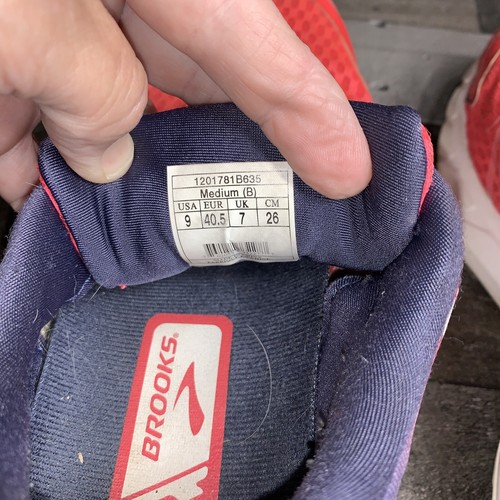 1201781B635
Medium (B)
USA EUR UK CM
9 40.5 7 26
BROOKS®